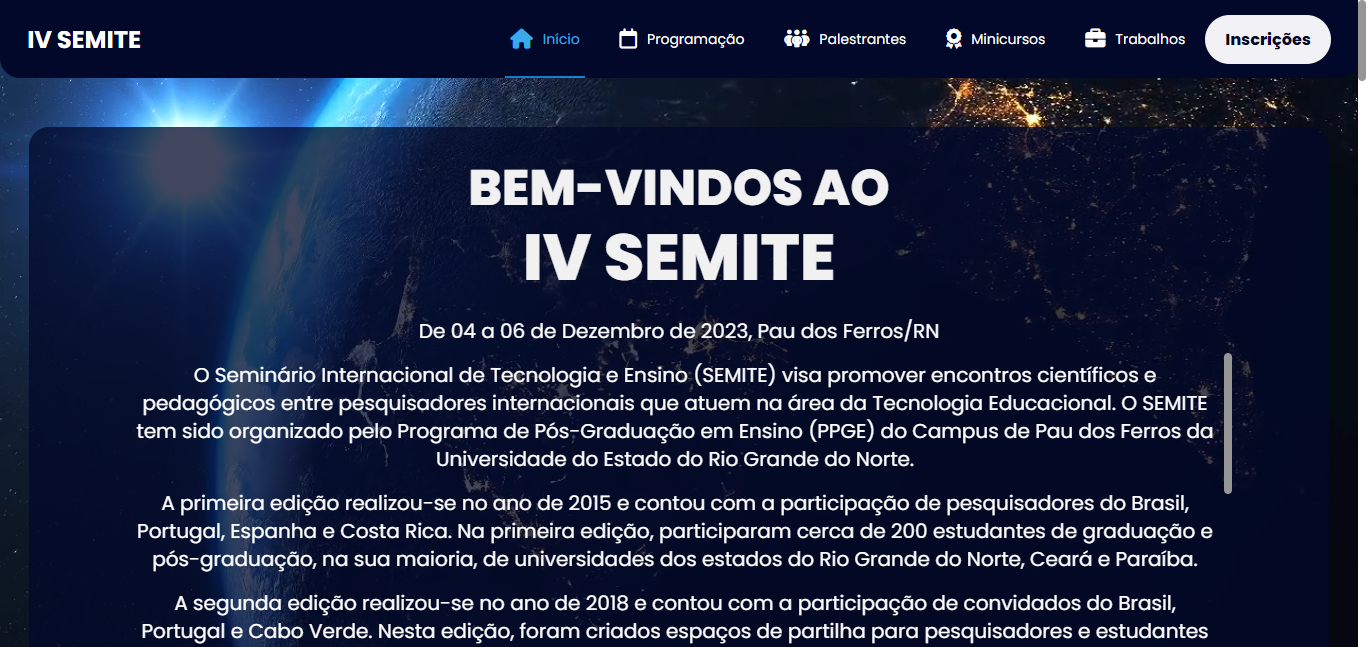 IV SEMITE
Início
Programação
Palestrantes
Minicursos
Trabalhos
Inscrições
BEM-VINDOS AO
IV SEMITE
De 04 a 06 de Dezembro de 2023, Pau dos Ferros/RN
O Seminário Internacional de Tecnologia e Ensino (SEMITE) visa promover encontros científicos e
pedagógicos entre pesquisadores internacionais que atuem na área da Tecnologia Educacional. O SEMITE
tem sido organizado pelo Programa de Pós-Graduação em Ensino (PPGE) do Campus de Pau dos Ferros da
Universidade do Estado do Rio Grande do Norte.
A primeira edição realizou-se no ano de 2015 e contou com a participação de pesquisadores do Brasil,
Portugal, Espanha e Costa Rica. Na primeira edição, participaram cerca de 200 estudantes de graduação e
pós-graduação, na sua maioria, de universidades dos estados do Rio Grande do Norte, Ceará e Paraíba.
A segunda edição realizou-se no ano de 2018 e contou com a participação de convidados do Brasil,
Portugal e Cabo Verde. Nesta edição, foram criados espaços de partilha para pesquisadores e estudantes